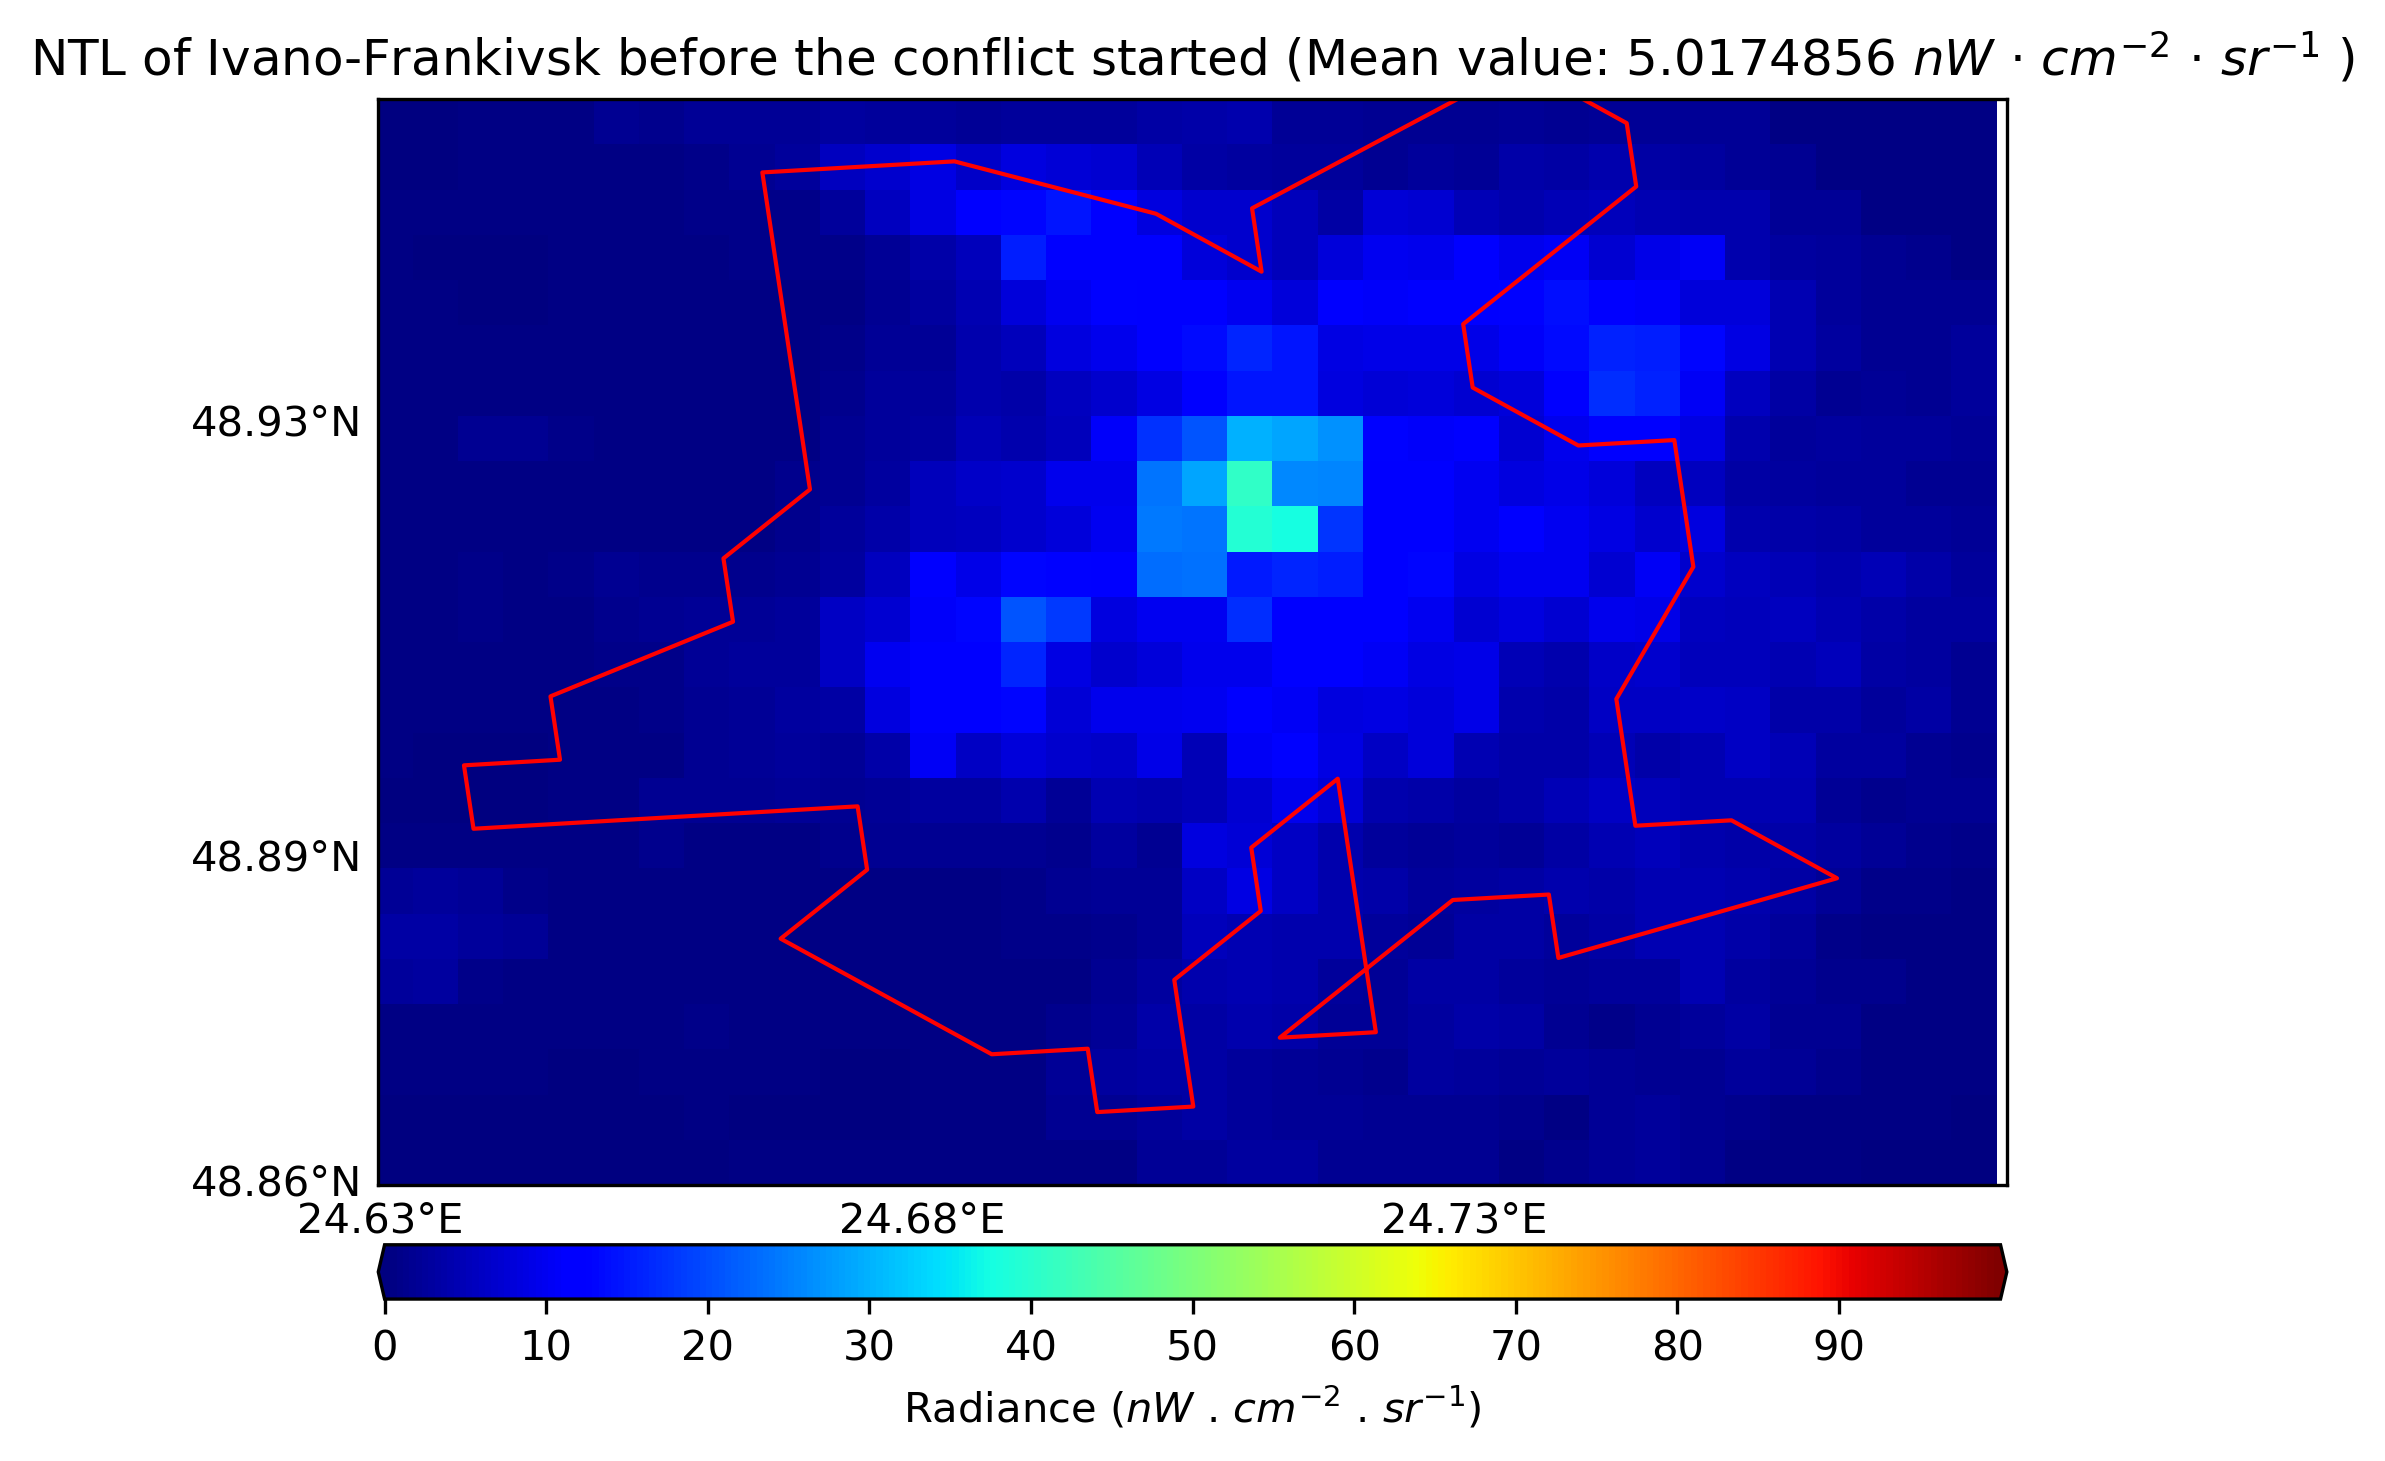 NTL of Ivano-Frankivsk before the conflict started (Mean value: 5.0174856 nW · cm⁻² · sr⁻¹ )
48.93°N
48.89°N
48.86°N
24.63°E 24.68°E 24.73°E
0 10 20 30 40 50 60 70 80 90
Radiance (nW . cm⁻² . sr⁻¹)